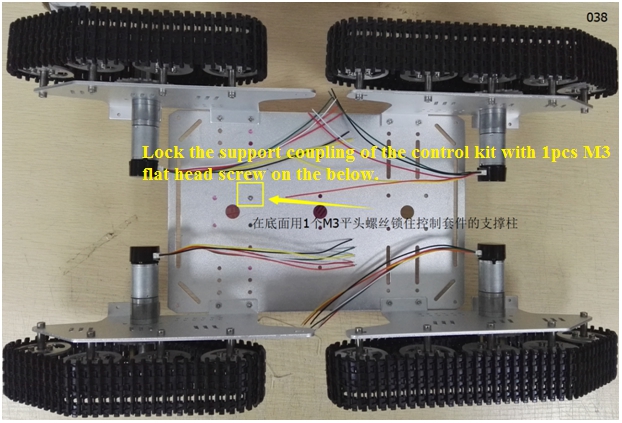 038
Lock the support coupling of the control kit with 1pcs M3
flat head screw on the below.
在底面用1个M3平头螺丝锁住控制套件的支撑柱